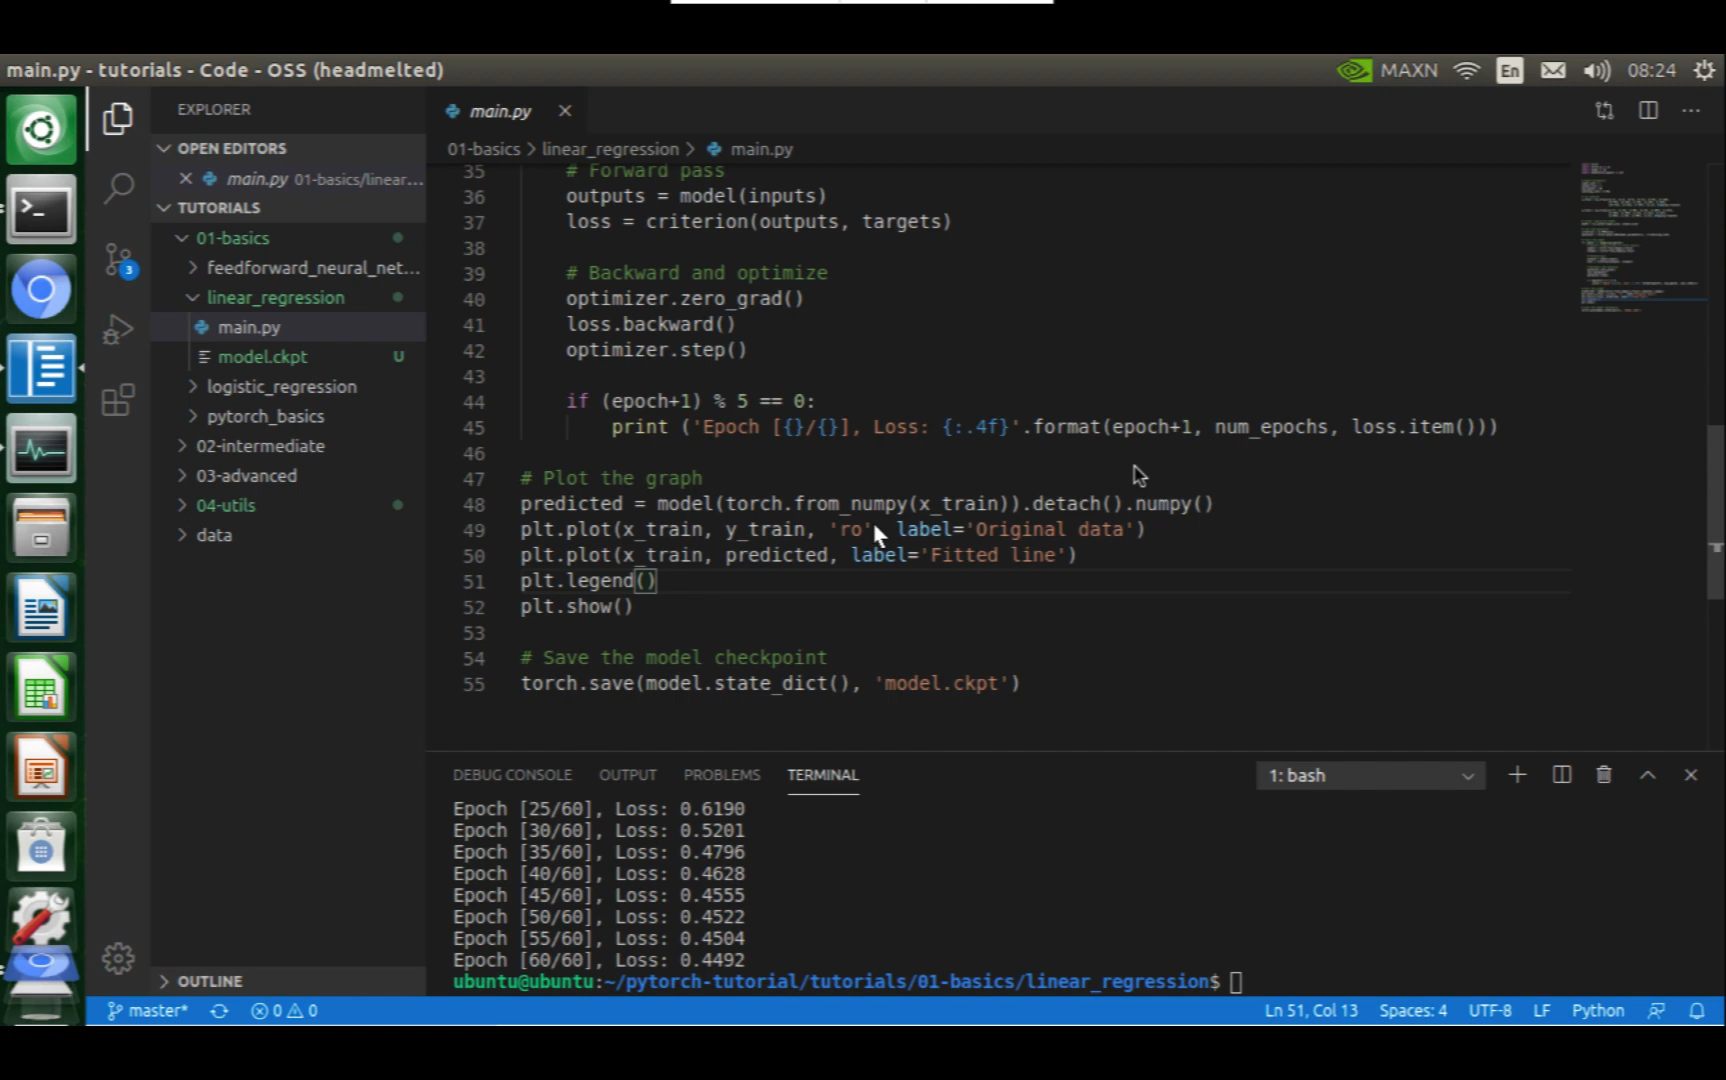 main.py - tutorials - Code - OSS (headmelted)
MAXN
En
08:24
EXPLORER
OPEN EDITORS
main.py 01-basics/linear...
TUTORIALS
01-basics
feedforward_neural_net...
linear_regression
main.py
model.ckpt U
logistic_regression
pytorch_basics
02-intermediate
03-advanced
04-utils
data
OUTLINE
3
main.py
01-basics > linear_regression > main.py
35 # Forward pass
36 outputs = model(inputs)
37 loss = criterion(outputs, targets)
38
39 # Backward and optimize
40 optimizer.zero_grad()
41 loss.backward()
42 optimizer.step()
43
44 if (epoch+1) % 5 == 0:
45 print ('Epoch [{}/{}], Loss: {:.4f}'.format(epoch+1, num_epochs, loss.item()))
46
47 # Plot the graph
48 predicted = model(torch.from_numpy(x_train)).detach().numpy()
49 plt.plot(x_train, y_train, 'ro', label='Original data')
50 plt.plot(x_train, predicted, label='Fitted line')
51 plt.legend()
52 plt.show()
53
54 # Save the model checkpoint
55 torch.save(model.state_dict(), 'model.ckpt')
DEBUG CONSOLE OUTPUT PROBLEMS TERMINAL
1: bash
Epoch [25/60], Loss: 0.6190
Epoch [30/60], Loss: 0.5201
Epoch [35/60], Loss: 0.4796
Epoch [40/60], Loss: 0.4628
Epoch [45/60], Loss: 0.4555
Epoch [50/60], Loss: 0.4522
Epoch [55/60], Loss: 0.4504
Epoch [60/60], Loss: 0.4492
ubuntu@ubuntu:~/pytorch-tutorial/tutorials/01-basics/linear_regression$
master* 0 0
Ln 51, Col 13 Spaces: 4 UTF-8 LF Python